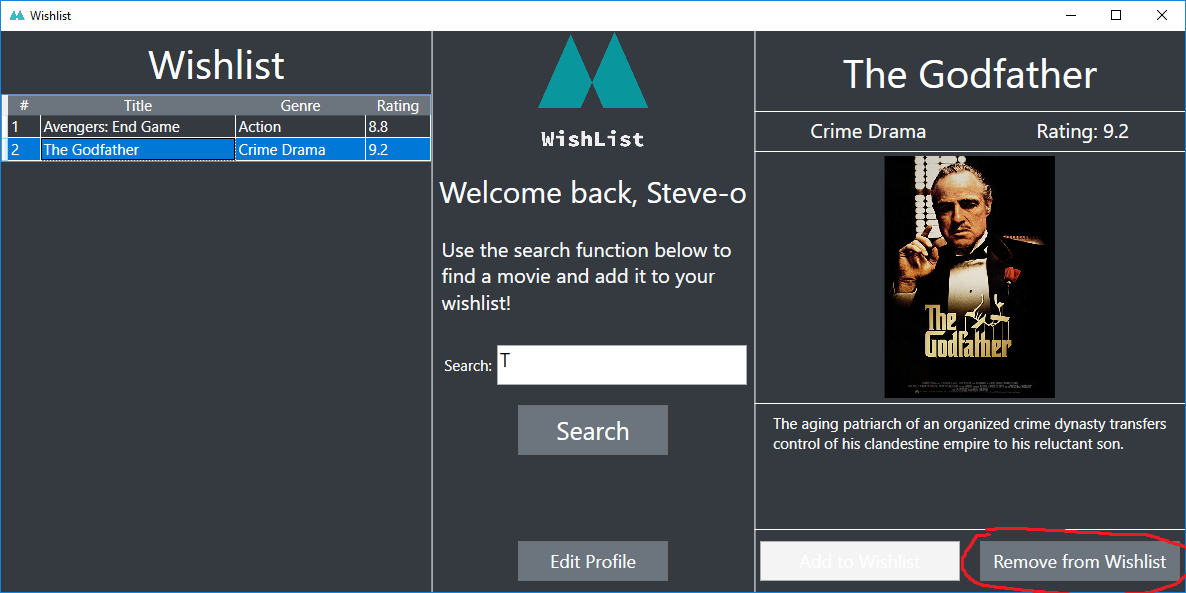 Wishlist
Wishlist
# Title Genre Rating
1 Avengers: End Game Action 8.8
2 The Godfather Crime Drama 9.2
WishList
Welcome back, Steve-o
Use the search function below to
find a movie and add it to your
wishlist!
Search: T
Search
Edit Profile
The Godfather
Crime Drama Rating: 9.2
The
Godfather
The aging patriarch of an organized crime dynasty transfers
control of his clandestine empire to his reluctant son.
Add to Wishlist Remove from Wishlist